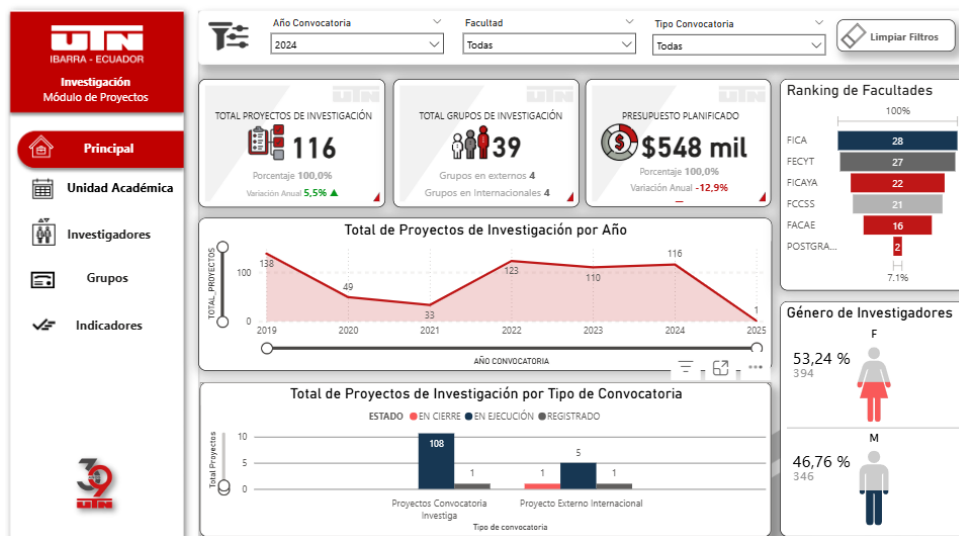 UTN
IBARRA - ECUADOR
Investigación
Módulo de Proyectos
Principal
Unidad Académica
Investigadores
Grupos
Indicadores
39
UTN
Año Convocatoria
2024
Facultad
Todas
Tipo Convocatoria
Todas
Limpiar Filtros
UTN
TOTAL PROYECTOS DE INVESTIGACIÓN
116
Porcentaje 100,0%
Variación Anual 5,5%
UTN
TOTAL GRUPOS DE INVESTIGACIÓN
39
Grupos en externos 4
Grupos en Internacionales 4
UTN
PRESUPUESTO PLANIFICADO
$548 mil
Porcentaje 100,0%
Variación Anual -12,9%
Ranking de Facultades
100%
FICA 28
FECYT 27
FICAYA 22
FCCSS 21
FACAE 16
POSTGRA... 2
7.1%
Total de Proyectos de Investigación por Año
TOTAL_PROYECTOS
100
0
138
49
33
123
110
116
1
2019 2020 2021 2022 2023 2024 2025
AÑO CONVOCATORIA
Total de Proyectos de Investigación por Tipo de Convocatoria
ESTADO EN CIERRE EN EJECUCIÓN REGISTRADO
Total Proyectos
10
5
0
108
1
1
5
1
Proyectos Convocatoria
Investiga
Proyecto Externo Internacional
Tipo de convocatoria
Género de Investigadores
F
53,24 %
394
M
46,76 %
346